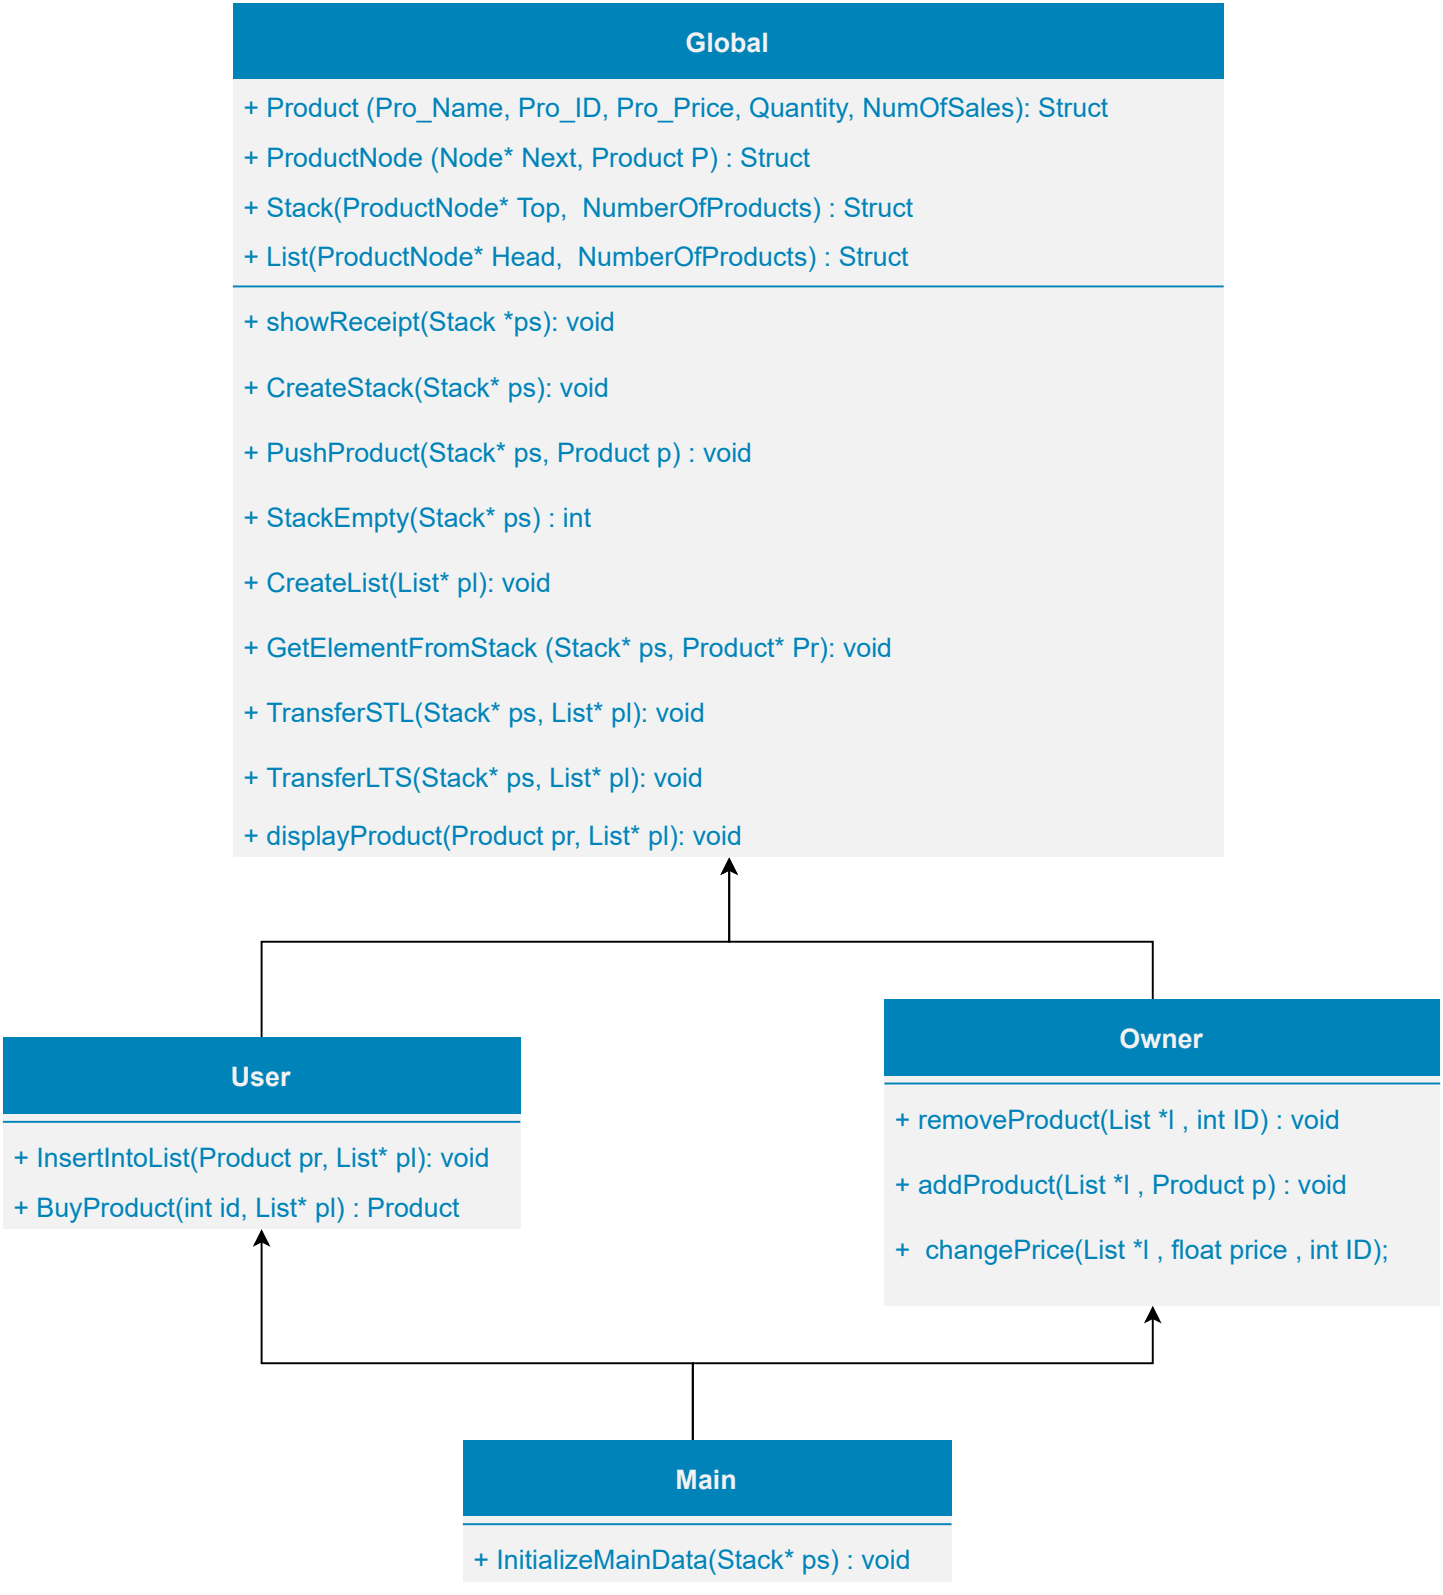 Global
+ Product (Pro_Name, Pro_ID, Pro_Price, Quantity, NumOfSales): Struct
+ ProductNode (Node* Next, Product P) : Struct
+ Stack(ProductNode* Top,  NumberOfProducts) : Struct
+ List(ProductNode* Head,  NumberOfProducts) : Struct
+ showReceipt(Stack *ps): void
+ CreateStack(Stack* ps): void
+ PushProduct(Stack* ps, Product p) : void
+ StackEmpty(Stack* ps) : int
+ CreateList(List* pl): void
+ GetElementFromStack (Stack* ps, Product* Pr): void
+ TransferSTL(Stack* ps, List* pl): void
+ TransferLTS(Stack* ps, List* pl): void
+ displayProduct(Product pr, List* pl): void
User
+ InsertIntoList(Product pr, List* pl): void
+ BuyProduct(int id, List* pl) : Product
Owner
+ removeProduct(List *l , int ID) : void
+ addProduct(List *l , Product p) : void
+  changePrice(List *l , float price , int ID);
Main
+ InitializeMainData(Stack* ps) : void